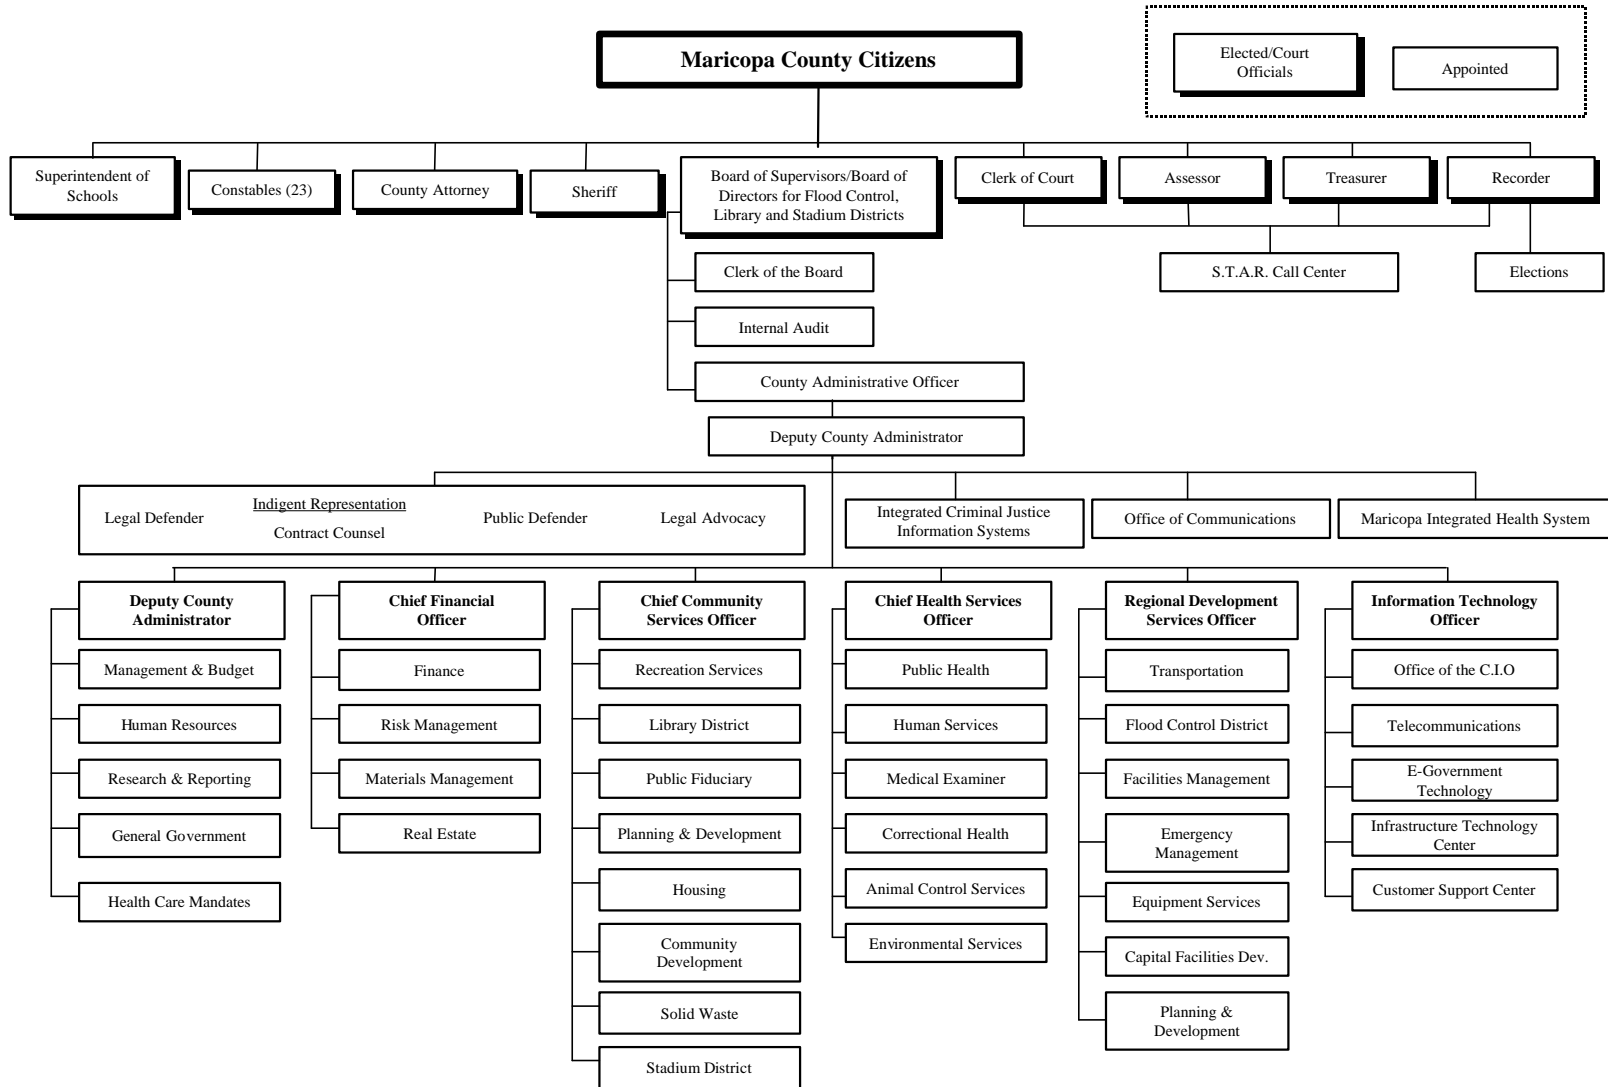 Maricopa County Citizens
Elected/Court
Officials
Appointed
Superintendent of
Schools
Constables (23)
County Attorney
Sheriff
Board of Supervisors/Board of
Directors for Flood Control,
Library and Stadium Districts
Clerk of Court
Assessor
Treasurer
Recorder
Clerk of the Board
Internal Audit
County Administrative Officer
S.T.A.R. Call Center
Elections
Deputy County Administrator
Indigent Representation
Legal Defender
Contract Counsel
Public Defender
Legal Advocacy
Integrated Criminal Justice
Information Systems
Office of Communications
Maricopa Integrated Health System
Deputy County
Administrator
Management & Budget
Human Resources
Research & Reporting
General Government
Health Care Mandates
Chief Financial
Officer
Finance
Risk Management
Materials Management
Real Estate
Chief Community
Services Officer
Recreation Services
Library District
Public Fiduciary
Planning & Development
Housing
Community
Development
Solid Waste
Stadium District
Chief Health Services
Officer
Public Health
Human Services
Medical Examiner
Correctional Health
Animal Control Services
Environmental Services
Regional Development
Services Officer
Transportation
Flood Control District
Facilities Management
Emergency
Management
Equipment Services
Capital Facilities Dev.
Planning &
Development
Information Technology
Officer
Office of the C.I.O
Telecommunications
E-Government
Technology
Infrastructure Technology
Center
Customer Support Center